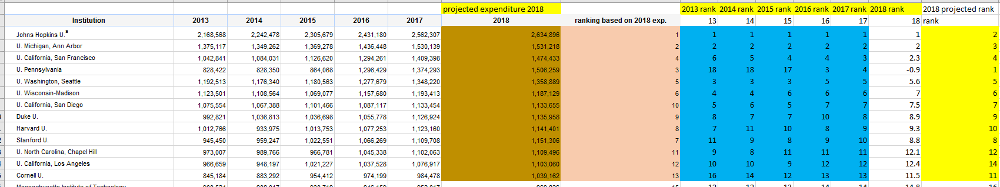 projected expenditure 2018 2013 rank 2014 rank 2015 rank 2016 rank 2017 rank 2018 rank 2018 projected rank
Institution 2013 2014 2015 2016 2017 2018 ranking based on 2018 exp. 13 14 15 16 17 18 rank
Johns Hopkins U.a 2,168,568 2,242,478 2,305,679 2,431,180 2,562,307 2,634,896 1 1 1 1 1 1 1 2
U. Michigan, Ann Arbor 1,375,117 1,349,262 1,369,278 1,436,448 1,530,139 1,531,218 2 2 2 2 2 2 2 3
U. California, San Francisco 1,042,841 1,084,031 1,126,620 1,294,261 1,409,398 1,474,433 4 6 5 4 4 3 2.3 4
U. Pennsylvania 828,422 828,350 864,068 1,296,429 1,374,293 1,506,259 3 18 18 17 3 4 -0.9 1
U. Washington, Seattle 1,192,513 1,176,340 1,180,563 1,277,679 1,348,220 1,358,889 5 3 3 3 5 5 5.6 5
U. Wisconsin-Madison 1,123,501 1,108,564 1,069,077 1,157,680 1,193,413 1,187,129 6 4 4 6 6 6 7 6
U. California, San Diego 1,075,554 1,067,388 1,101,466 1,087,117 1,133,454 1,133,655 10 5 6 5 7 7 7.5 7
Duke U. 992,821 1,036,813 1,036,698 1,055,778 1,126,924 1,135,958 9 8 7 7 10 8 8.9 9
Harvard U. 1,012,766 933,975 1,013,753 1,077,253 1,123,160 1,141,401 8 7 11 10 8 9 9.3 10
Stanford U. 945,450 959,247 1,022,551 1,066,269 1,109,708 1,151,306 7 11 9 8 9 10 8.8 8
U. North Carolina, Chapel Hill 973,007 989,766 966,781 1,045,338 1,102,063 1,109,496 11 9 8 11 11 11 12.1 12
U. California, Los Angeles 966,659 948,197 1,021,227 1,037,528 1,076,917 1,103,060 12 10 10 9 12 12 12.4 14
Cornell U. 845,184 883,292 954,412 974,199 984,478 1,039,162 13 16 14 12 13 13 11.5 11
Massachusetts Institute of Technology